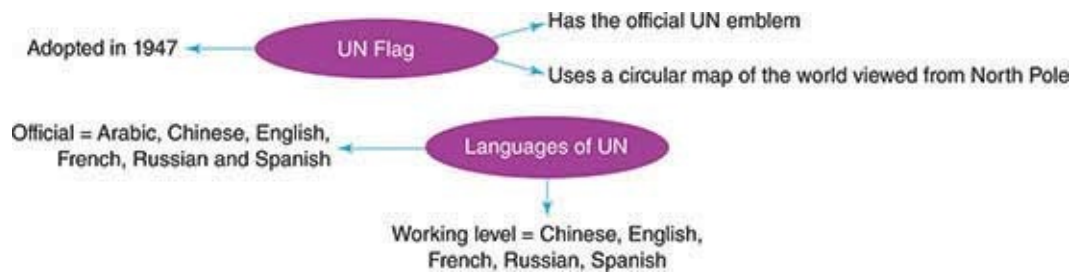 Has the official UN emblem
Adopted in 1947
UN Flag
Uses a circular map of the world viewed from North Pole
Official = Arabic, Chinese, English,
French, Russian and Spanish
Languages of UN
Working level = Chinese, English,
French, Russian, Spanish